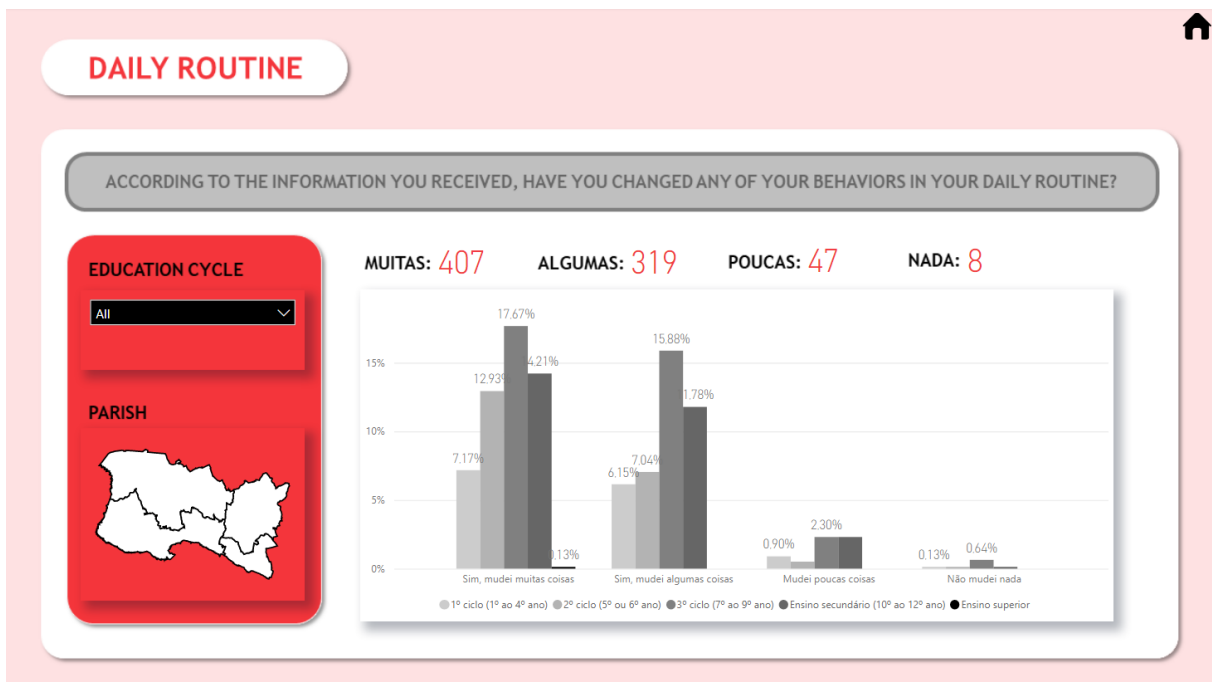 DAILY ROUTINE
ACCORDING TO THE INFORMATION YOU RECEIVED, HAVE YOU CHANGED ANY OF YOUR BEHAVIORS IN YOUR DAILY ROUTINE?
EDUCATION CYCLE
All
PARISH
MUITAS: 407 ALGUMAS: 319 POUCAS: 47 NADA: 8
17.67%
15.88%
15%
14.21%
12.93%
11.78%
10%
7.17%
7.04%
6.15%
5%
2.30%
0.90%
0.13%
0.13%
0.64%
0%
Sim, mudei muitas coisas Sim, mudei algumas coisas Mudei poucas coisas Não mudei nada
1º ciclo (1º ao 4º ano) 2º ciclo (5º ou 6º ano) 3º ciclo (7º ao 9º ano) Ensino secundário (10º ao 12º ano) Ensino superior